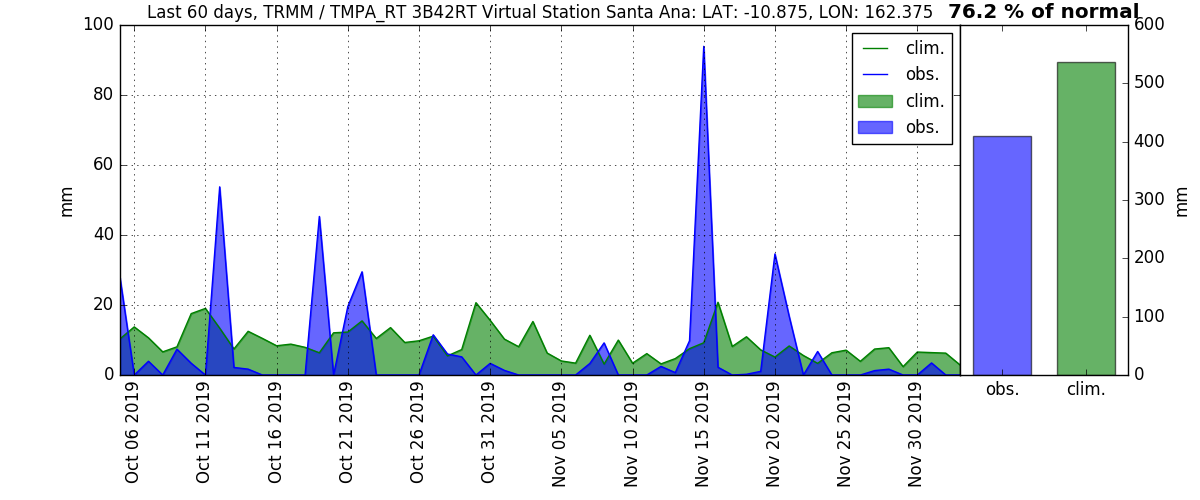 Last 60 days, TRMM / TMPA_RT 3B42RT Virtual Station Santa Ana: LAT: -10.875, LON: 162.375
76.2 % of normal
100
80
60
40
20
0
mm
clim.
obs.
clim.
obs.
600
500
400
300
200
100
0
mm
obs.
clim.
Oct 06 2019
Oct 11 2019
Oct 16 2019
Oct 21 2019
Oct 26 2019
Oct 31 2019
Nov 05 2019
Nov 10 2019
Nov 15 2019
Nov 20 2019
Nov 25 2019
Nov 30 2019